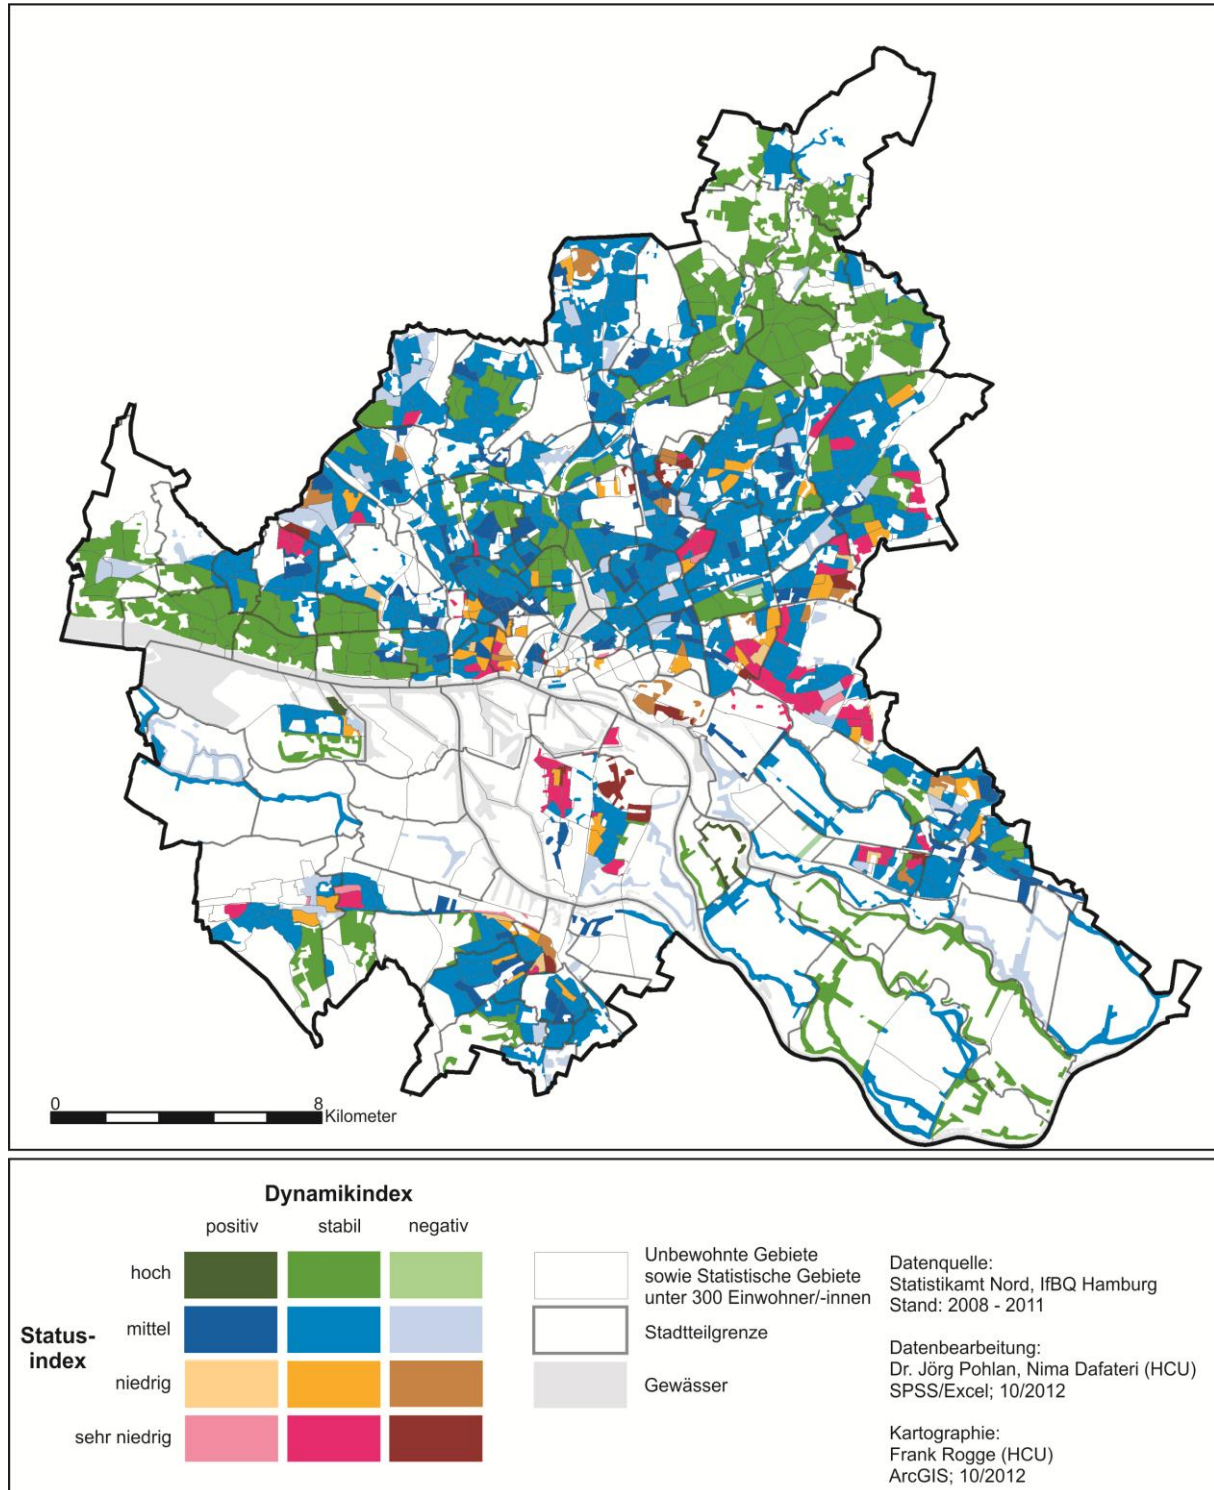 0 8
Kilometer
Dynamikindex
positiv stabil negativ
hoch
mittel
niedrig
sehr niedrig
Status-
index
Unbewohnte Gebiete
sowie Statistische Gebiete
unter 300 Einwohner/-innen
Stadtteilgrenze
Gewässer
Datenquelle:
Statistikamt Nord, IfBQ Hamburg
Stand: 2008 - 2011
Datenbearbeitung:
Dr. Jörg Pohlan, Nima Dafateri (HCU)
SPSS/Excel; 10/2012
Kartographie:
Frank Rogge (HCU)
ArcGIS; 10/2012